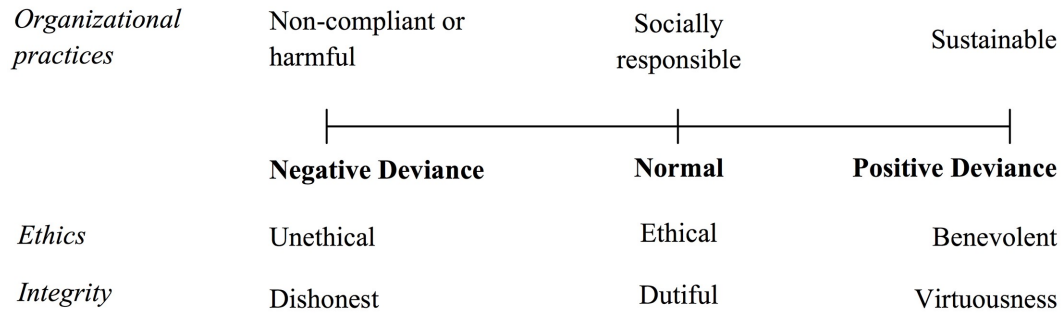 Organizational practices
Non-compliant or harmful
Socially responsible
Sustainable
Negative Deviance
Normal
Positive Deviance
Ethics
Unethical
Ethical
Benevolent
Integrity
Dishonest
Dutiful
Virtuousness